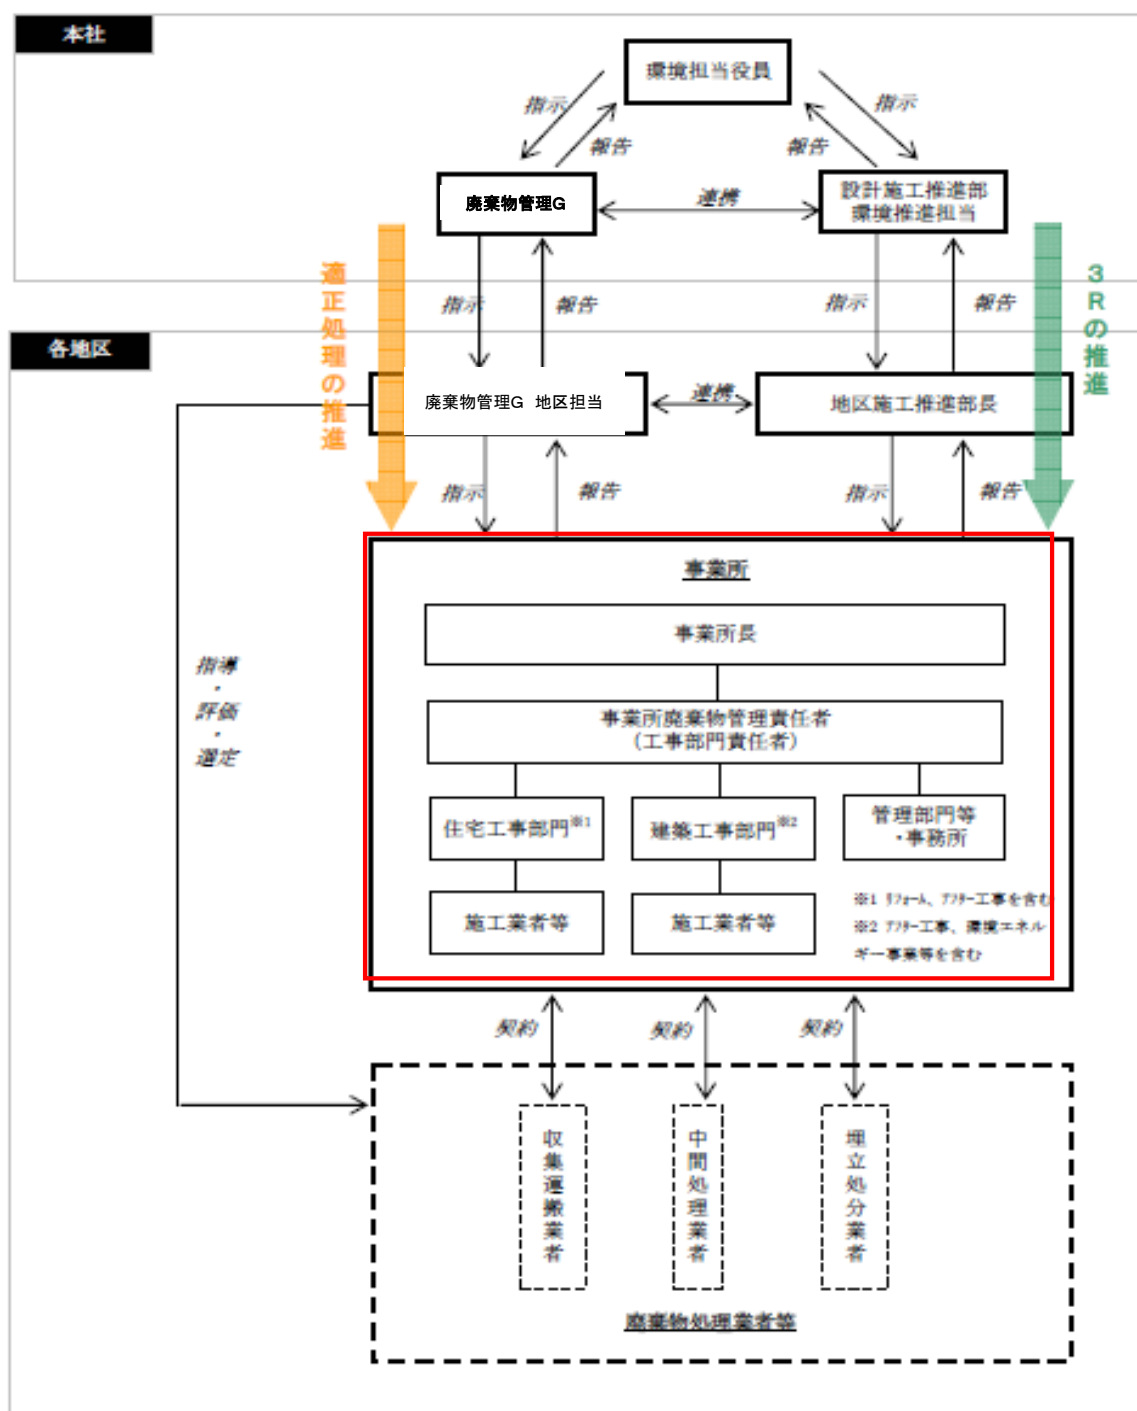 本社
環境担当役員
指示
指示
報告
報告
廃棄物管理G
連携
設計施工推進部
環境推進担当
適正処理の推進
3Rの推進
指示
報告
指示
報告
各地区
廃棄物管理G 地区担当
連携
地区施工推進部長
指示
報告
指示
報告
事業所
事業所長
指導・評価・選定
事業所廃棄物管理責任者
(工事部門責任者)
住宅工事部門※1
建築工事部門※2
管理部門等
・事務所
施工業者等
施工業者等
※1 リフォーム、アフター工事を含む
※2 アフター工事、環境エネル
ギー事業等を含む
契約
契約
契約
収集運搬業者
中間処理業者
埋立処分業者
廃棄物処理業者等